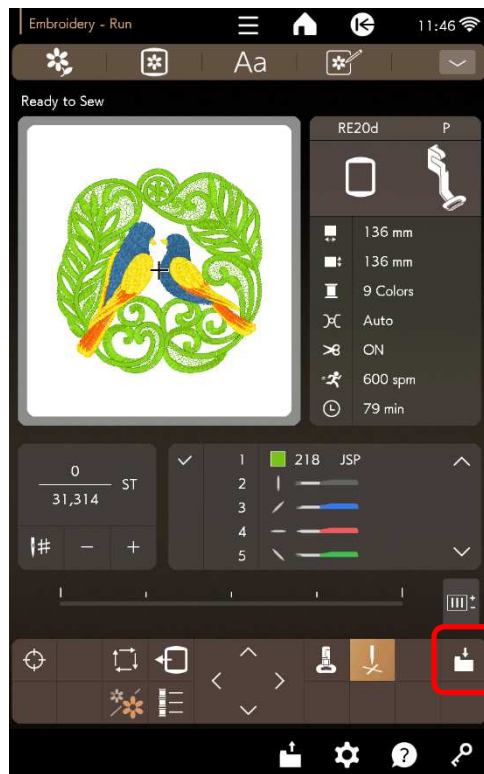 Embroidery - Run
11:46
Aa
Ready to Sew
RE20d P
136 mm
136 mm
9 Colors
Auto
ON
600 spm
79 min
0
31,314
ST
# − +
1 218 JSP
2
3
4
5
?